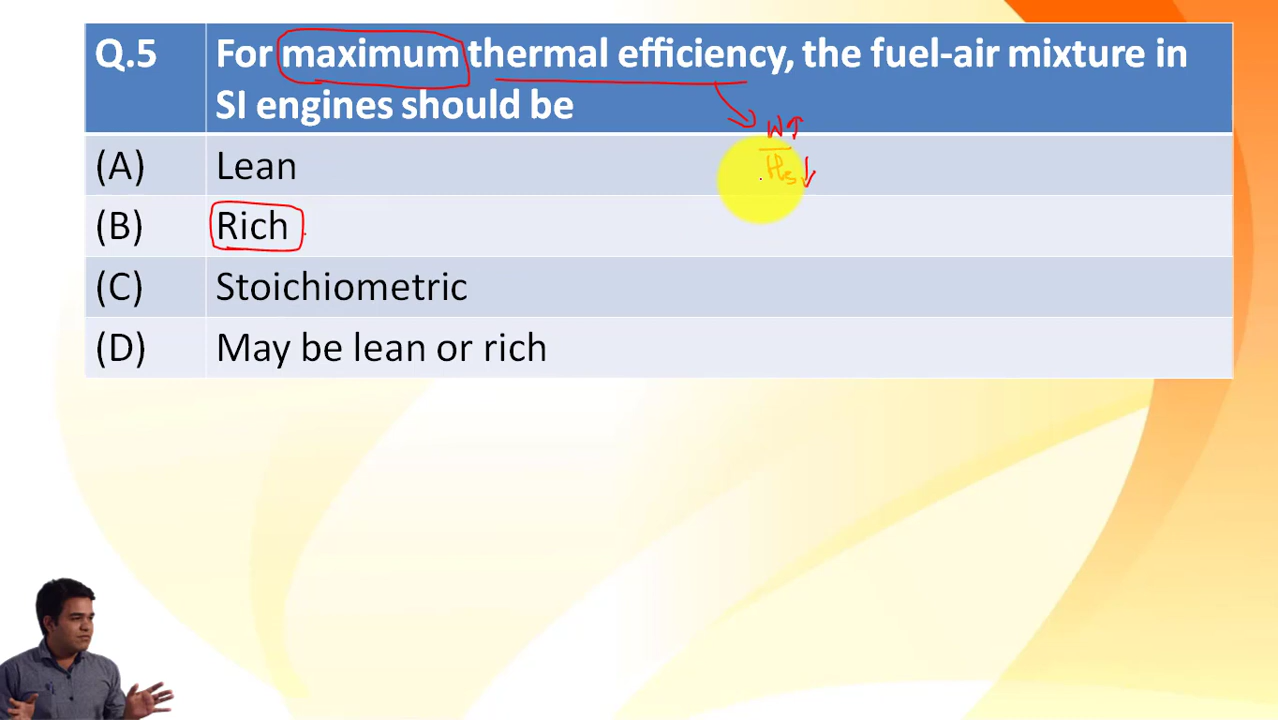 Q.5 For maximum thermal efficiency, the fuel-air mixture in
SI engines should be
W↑
(A) Lean
(B) Rich
(C) Stoichiometric
(D) May be lean or rich